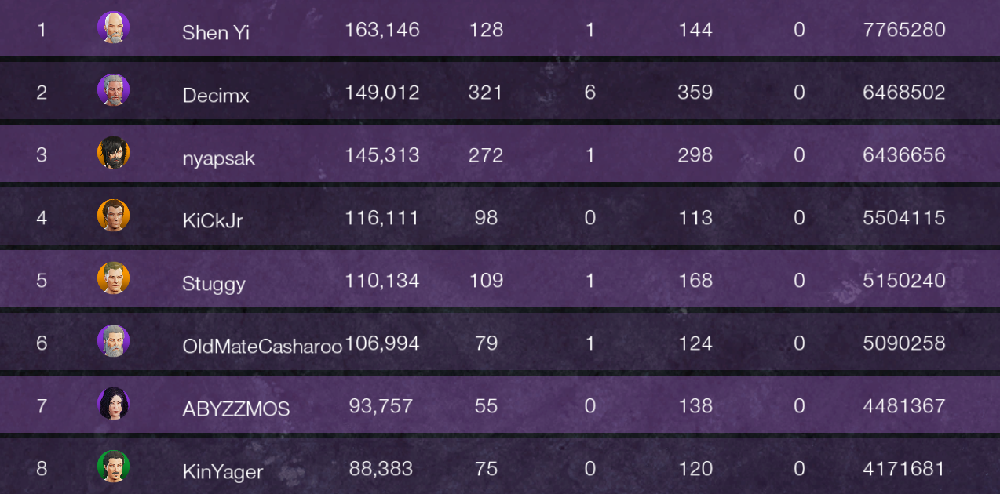 1 Shen Yi 163,146 128 1 144 0 7765280
2 Decimx 149,012 321 6 359 0 6468502
3 nyapsak 145,313 272 1 298 0 6436656
4 KiCkJr 116,111 98 0 113 0 5504115
5 Stuggy 110,134 109 1 168 0 5150240
6 OldMateCasharoo 106,994 79 1 124 0 5090258
7 ABYZZMOS 93,757 55 0 138 0 4481367
8 KinYager 88,383 75 0 120 0 4171681